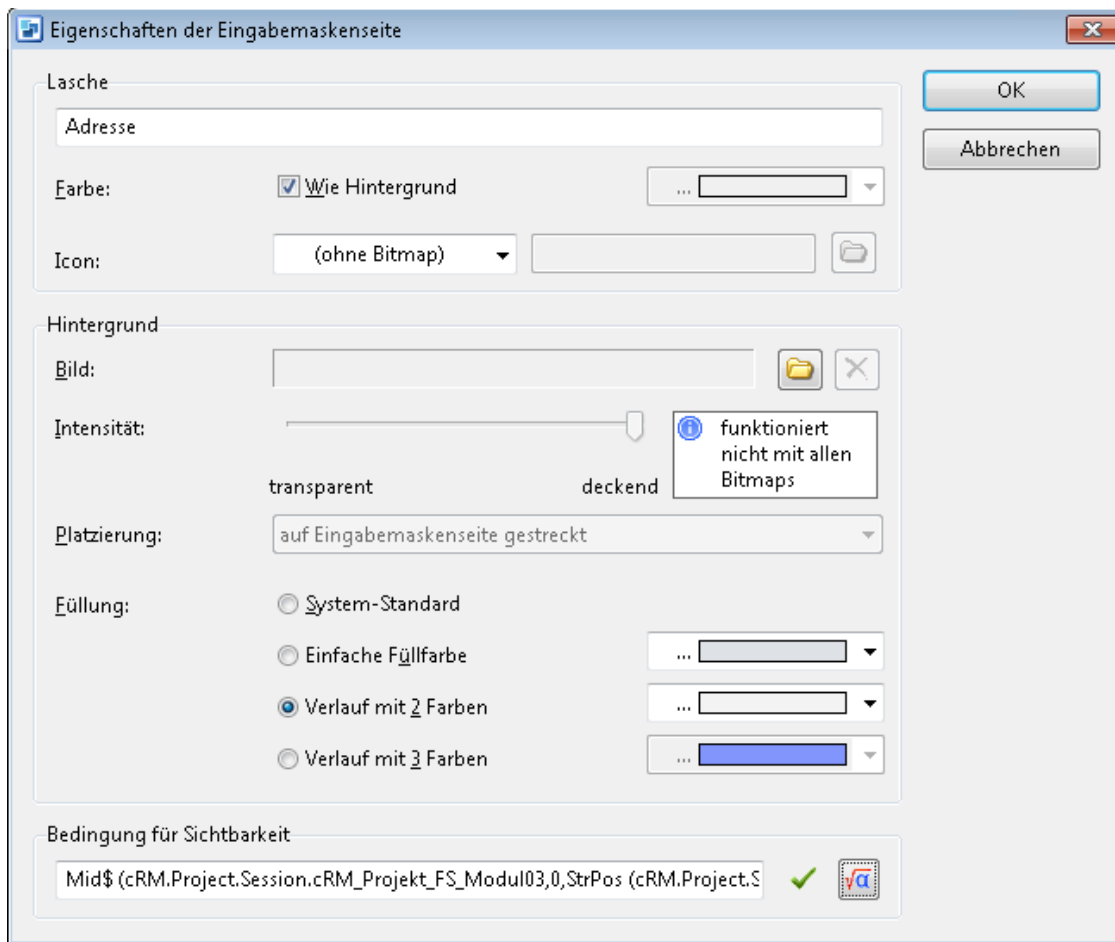 Eigenschaften der Eingabemaskenseite
Lasche
OK
Adresse
Abbrechen
Farbe:
Wie Hintergrund
...
Icon:
(ohne Bitmap)
Hintergrund
Bild:
Intensität:
funktioniert
nicht mit allen
Bitmaps
transparent
deckend
Platzierung:
auf Eingabemaskenseite gestreckt
Füllung:
System-Standard
Einfache Füllfarbe
...
Verlauf mit 2 Farben
...
Verlauf mit 3 Farben
...
Bedingung für Sichtbarkeit
Mid$ (cRM.Project.Session.cRM_Projekt_FS_Modul03,0,StrPos (cRM.Project.S
√α